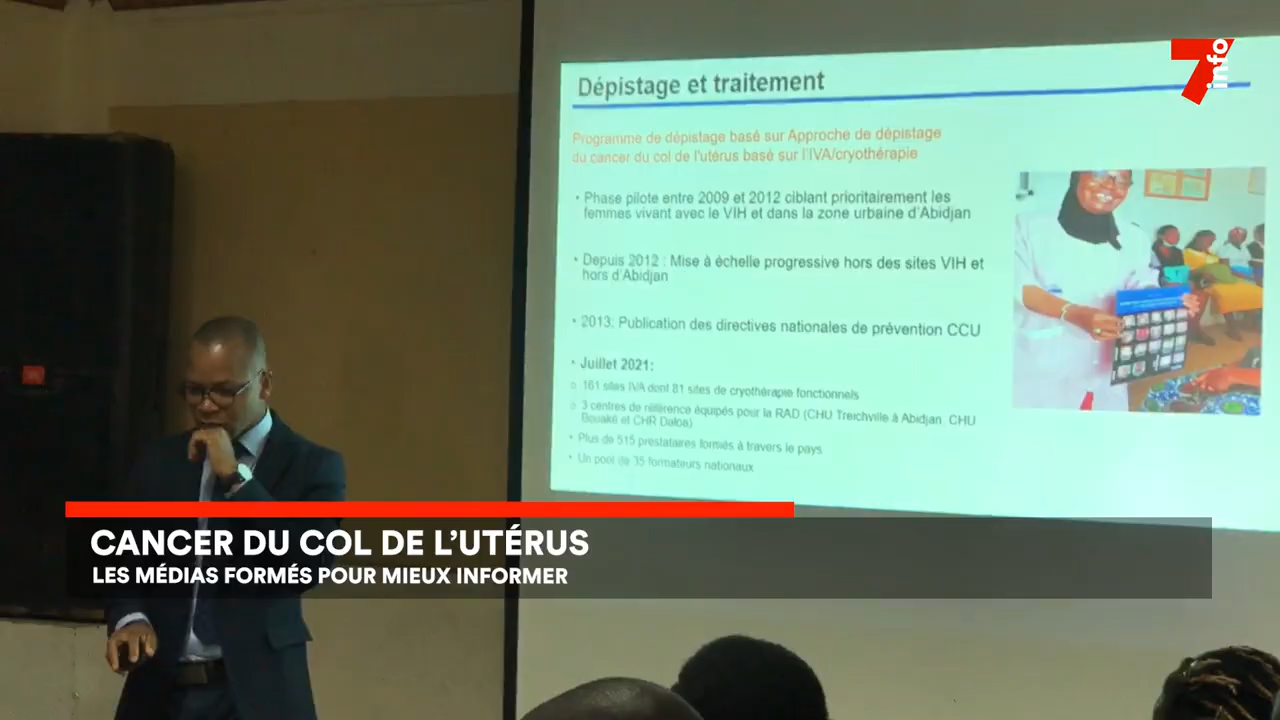 7info
Dépistage et traitement
Programme de dépistage basé sur Approche de dépistage
du cancer du col de l'utérus basé sur l'IVA/cryothérapie
• Phase pilote entre 2009 et 2012 ciblant prioritairement les
femmes vivant avec le VIH et dans la zone urbaine d'Abidjan
• Depuis 2012 : Mise à échelle progressive hors des sites VIH et
hors d'Abidjan
• 2013: Publication des directives nationales de prévention CCU
• Juillet 2021:
o 161 sites IVA dont 81 sites de cryothérapie fonctionnels
o 3 centres de référence équipés pour la RAD (CHU Treichville à Abidjan, CHU
Bouaké et CHR Daloa)
• Plus de 515 prestataires formés à travers le pays
• Un pool de 35 formateurs nationaux
CANCER DU COL DE L'UTÉRUS
LES MÉDIAS FORMÉS POUR MIEUX INFORMER